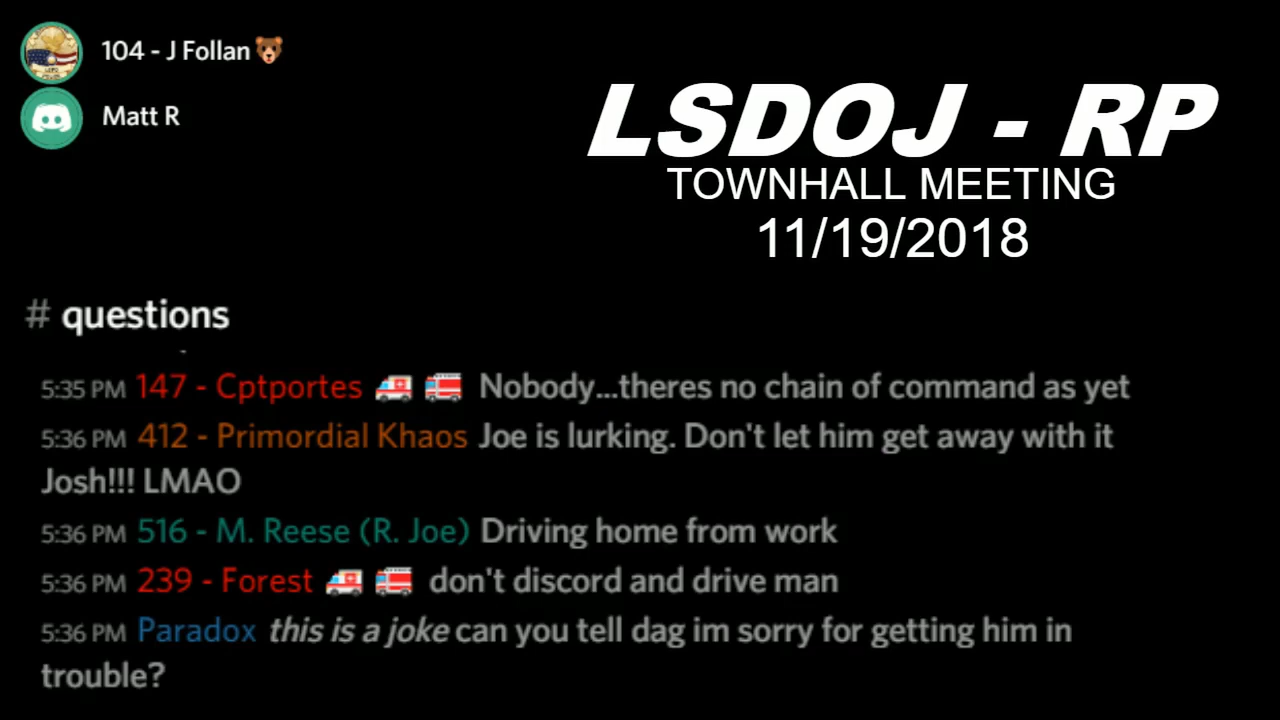 104 - J Follan🐻
Matt R
LSDOJ - RP
TOWNHALL MEETING
11/19/2018
# questions
5:35 PM 147 - Cptportes 🚑 🚒 Nobody...theres no chain of command as yet
5:36 PM 412 - Primordial Khaos Joe is lurking. Don't let him get away with it
Josh!!! LMAO
5:36 PM 516 - M. Reese (R. Joe) Driving home from work
5:36 PM 239 - Forest 🚑 🚒 don't discord and drive man
5:36 PM Paradox this is a joke can you tell dag im sorry for getting him in
trouble?